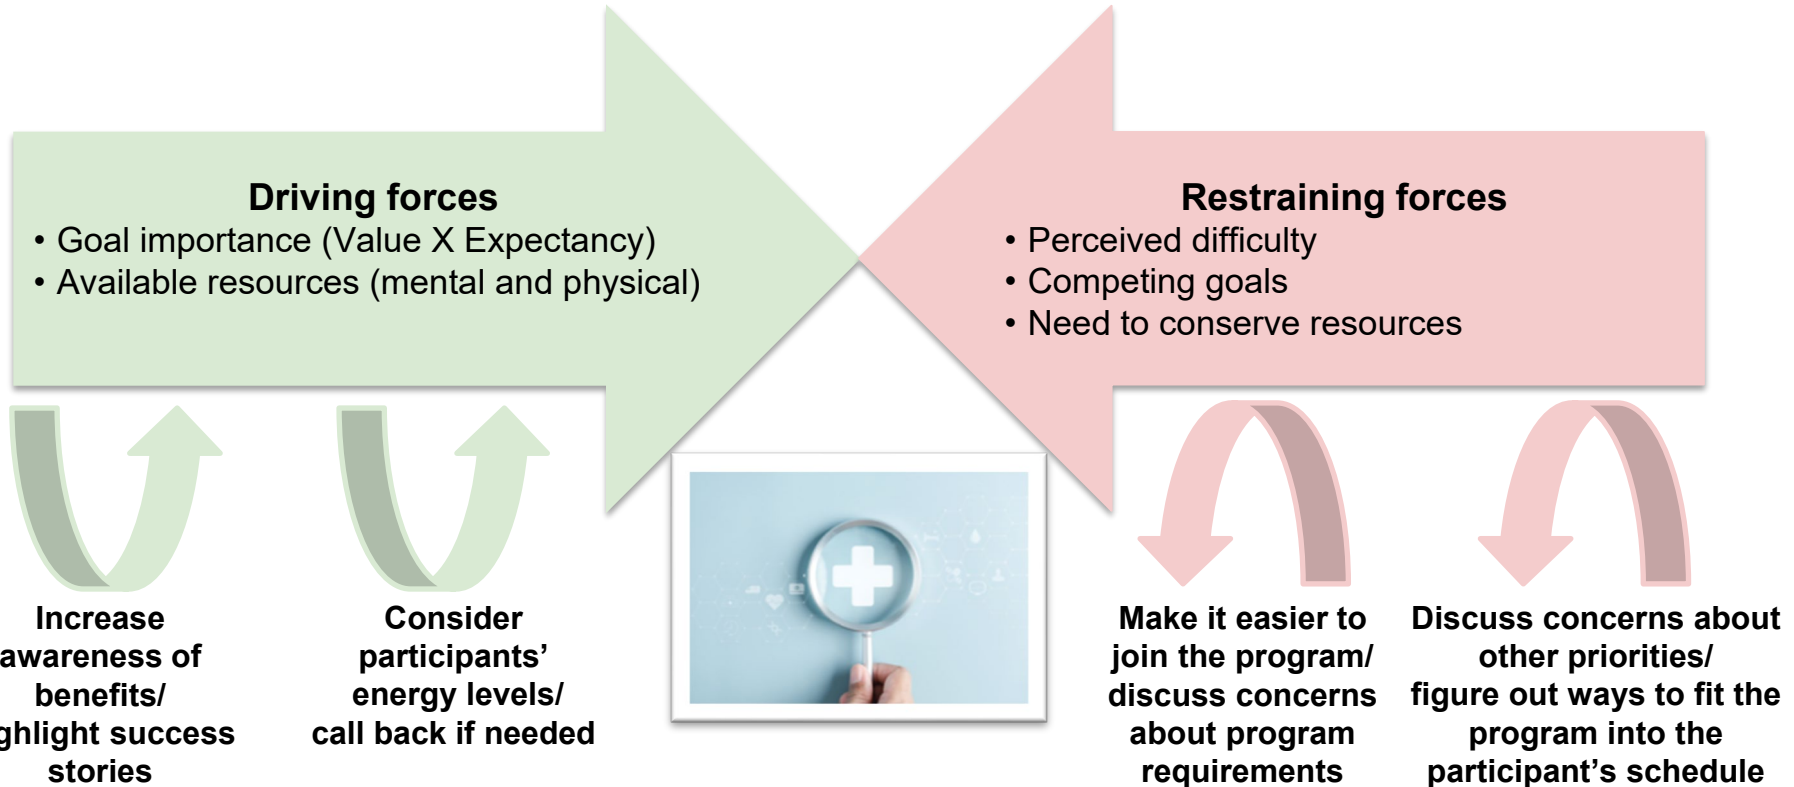 Driving forces
• Goal importance (Value X Expectancy)
• Available resources (mental and physical)
Restraining forces
• Perceived difficulty
• Competing goals
• Need to conserve resources
Increase
awareness of
benefits/
ghlight success
stories
Consider
participants’
energy levels/
call back if needed
Make it easier to
join the program/
discuss concerns
about program
requirements
Discuss concerns about
other priorities/
figure out ways to fit the
program into the
participant’s schedule